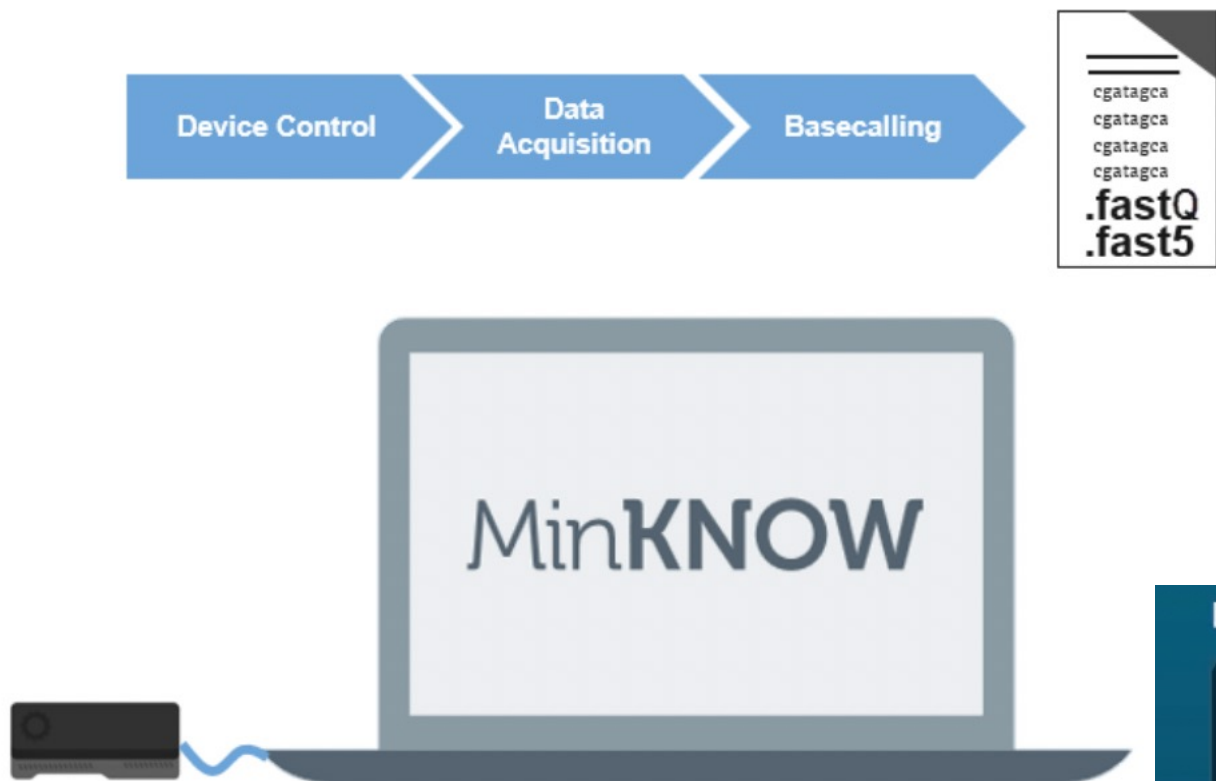 Device Control
Data
Acquisition
Basecalling
cgatagca
cgatagca
cgatagca
cgatagca
.fastQ
.fast5
MinKNOW